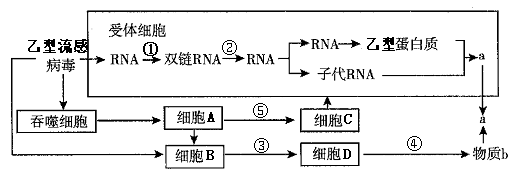 受体细胞
乙型流感
病毒
RNA
①
双链RNA
②
RNA
RNA
乙型蛋白质
子代RNA
a
吞噬细胞
细胞A
⑤
细胞C
a
细胞B
③
细胞D
④
物质b